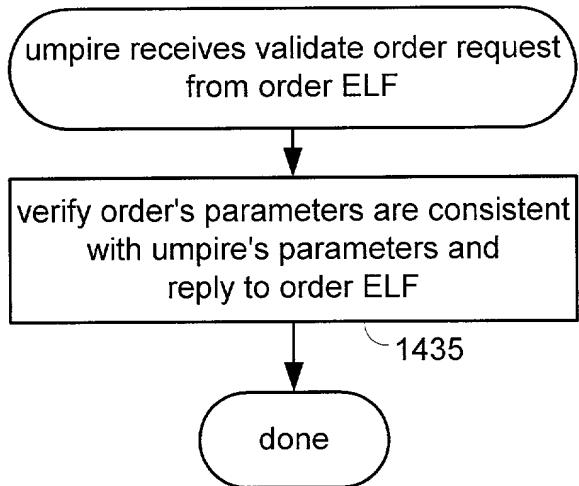 umpire receives validate order request
from order ELF
verify order's parameters are consistent
with umpire's parameters and
reply to order ELF
1435
done